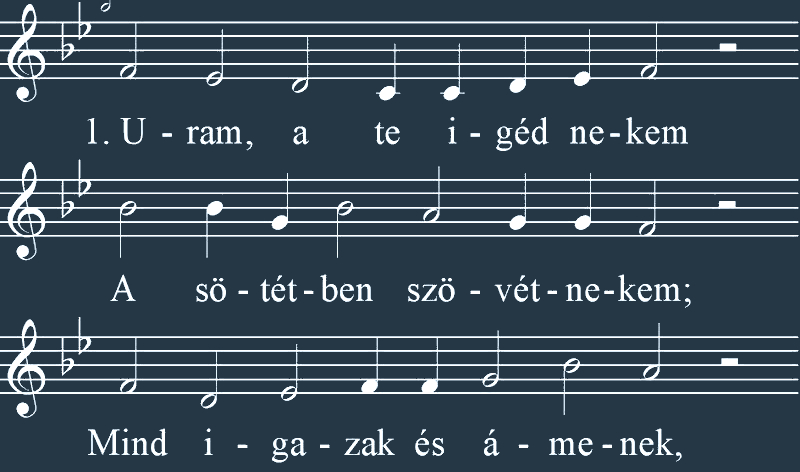 1. U - ram, a te i - géd ne - kem
A sö - tét - ben szö - vét - ne - kem;
Mind i - ga - zak és á - me - nek,